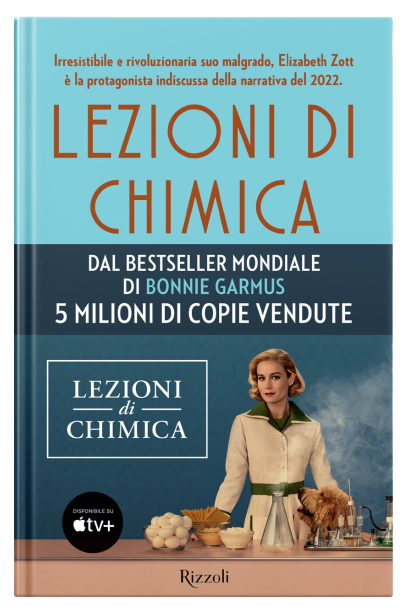 Irresistibile e rivoluzionaria suo malgrado, Elizabeth Zott
è la protagonista indiscussa della narrativa del 2022.
LEZIONI DI
CHIMICA
DAL BESTSELLER MONDIALE
DI BONNIE GARMUS
5 MILIONI DI COPIE VENDUTE
LEZIONI
di
CHIMICA
DISPONIBILE SU
tv+
Rizzoli